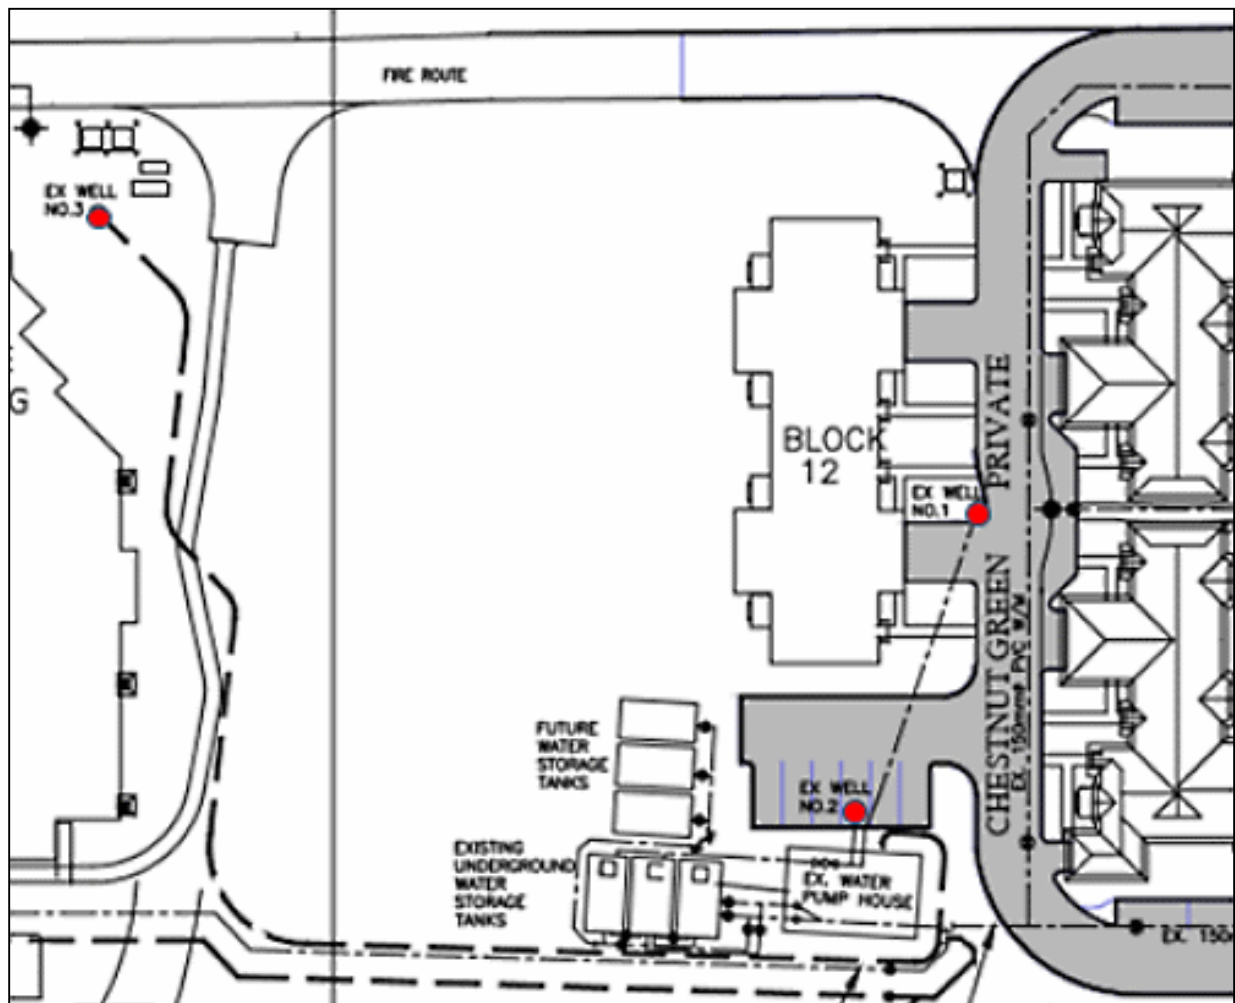 FIRE ROUTE
EX WELL
NO.3
G
BLOCK
12
PRIVATE
EX WELL
NO.1
CHESTNUT GREEN
EX. 150mmø PVC W/M
FUTURE
WATER
STORAGE
TANKS
EX WELL
NO.2
EXISTING
UNDERGROUND
WATER
STORAGE
TANKS
EX. WATER
PUMP HOUSE
EX. 150